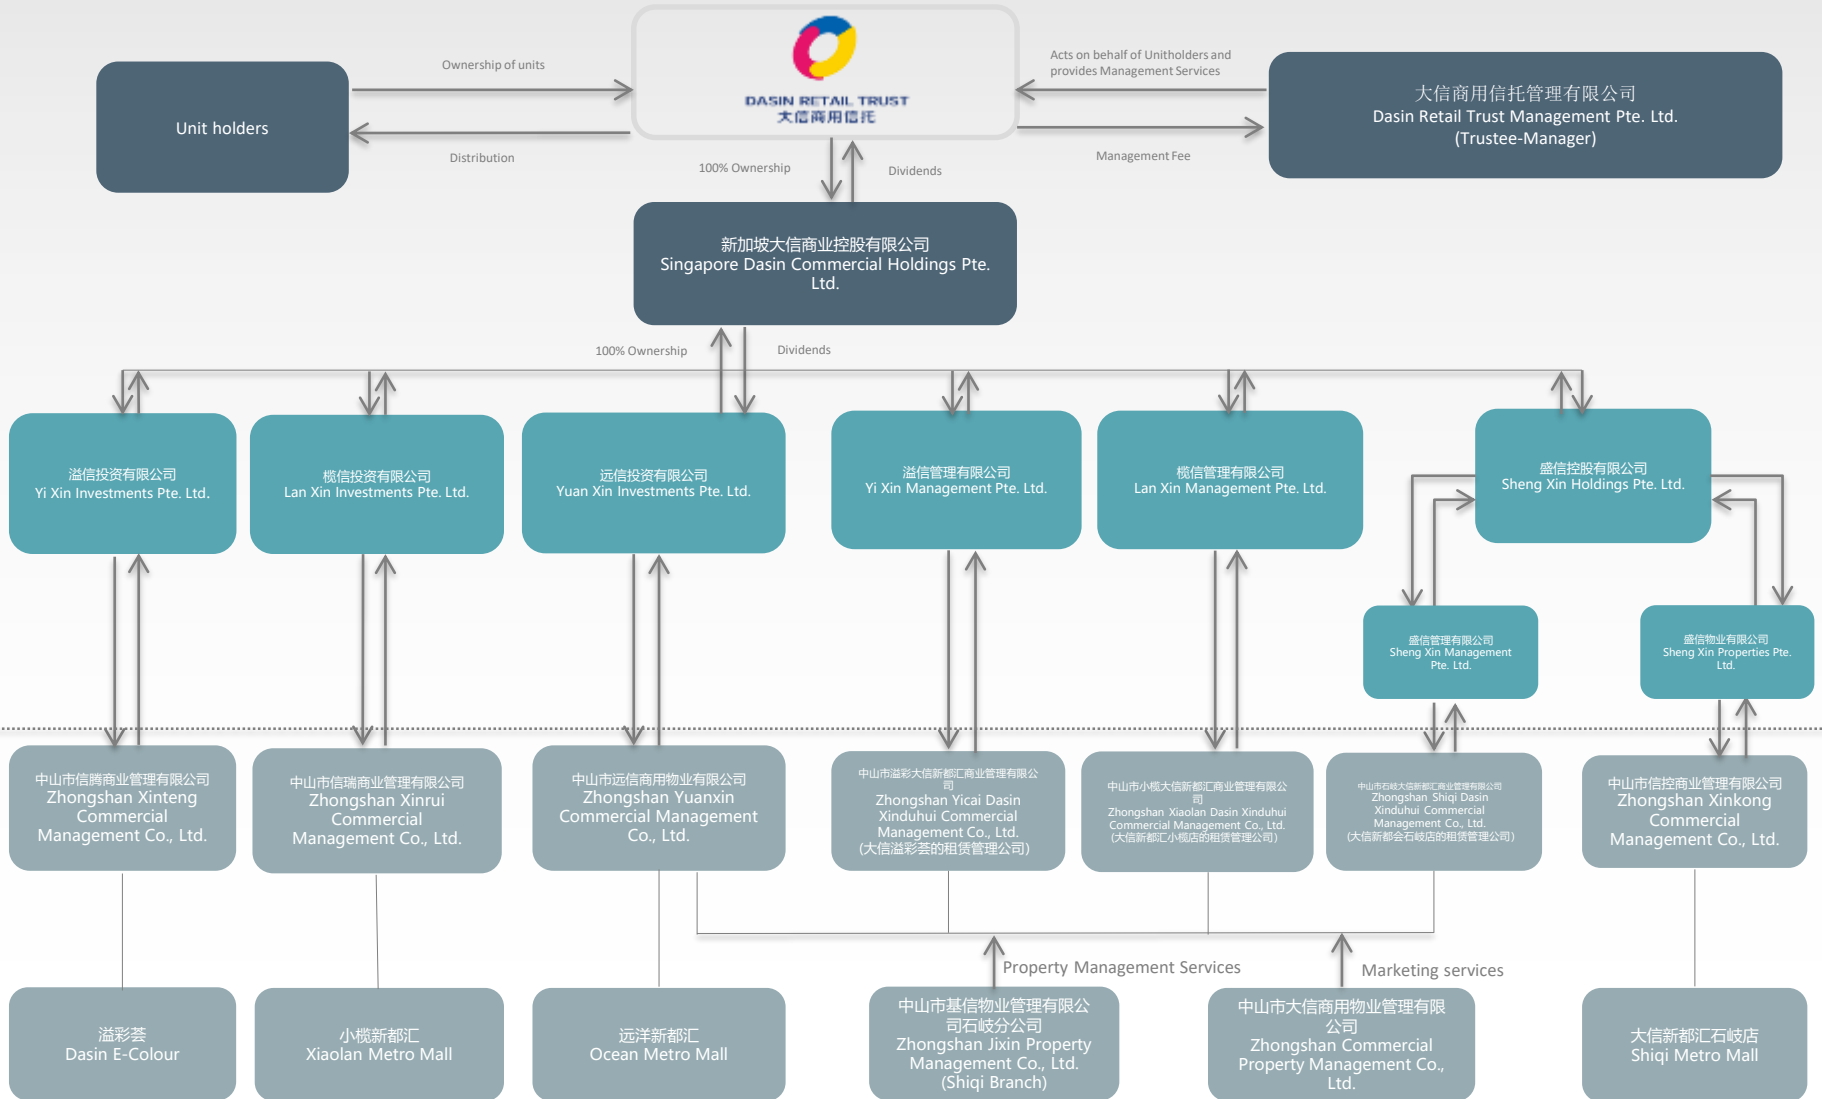 DASIN RETAIL TRUST
大信商用信托
Unit holders
Ownership of units
Distribution
Acts on behalf of Unitholders and
provides Management Services
Management Fee
大信商用信托管理有限公司
Dasin Retail Trust Management Pte. Ltd.
(Trustee-Manager)
100% Ownership
Dividends
新加坡大信商业控股有限公司
Singapore Dasin Commercial Holdings Pte.
Ltd.
100% Ownership
Dividends
溢信投资有限公司
Yi Xin Investments Pte. Ltd.
榄信投资有限公司
Lan Xin Investments Pte. Ltd.
远信投资有限公司
Yuan Xin Investments Pte. Ltd.
溢信管理有限公司
Yi Xin Management Pte. Ltd.
榄信管理有限公司
Lan Xin Management Pte. Ltd.
盛信控股有限公司
Sheng Xin Holdings Pte. Ltd.
盛信管理有限公司
Sheng Xin Management
Pte. Ltd.
盛信物业有限公司
Sheng Xin Properties Pte.
Ltd.
中山市信腾商业管理有限公司
Zhongshan Xinteng
Commercial
Management Co., Ltd.
中山市信瑞商业管理有限公司
Zhongshan Xinrui
Commercial
Management Co., Ltd.
中山市远信商用物业有限公司
Zhongshan Yuanxin
Commercial Management
Co., Ltd.
中山市溢彩大信新都汇商业管理有限公
司
Zhongshan Yicai Dasin
Xinduhui Commercial
Management Co., Ltd.
(大信溢彩荟的租赁管理公司)
中山市小榄大信新都汇商业管理有限公
司
Zhongshan Xiaolan Dasin Xinduhui
Commercial Management Co., Ltd.
(大信新都汇小榄店的租赁管理公司)
中山市石岐大信新都汇商业管理有限公司
Zhongshan Shiqi Dasin
Xinduhui Commercial
Management Co., Ltd.
(大信新都会石岐店的租赁管理公司)
中山市信控商业管理有限公司
Zhongshan Xinkong
Commercial
Management Co., Ltd.
Property Management Services
Marketing services
溢彩荟
Dasin E-Colour
小榄新都汇
Xiaolan Metro Mall
远洋新都汇
Ocean Metro Mall
中山市基信物业管理有限公
司石岐分公司
Zhongshan Jixin Property
Management Co., Ltd.
(Shiqi Branch)
中山市大信商用物业管理有限
公司
Zhongshan Commercial
Property Management Co.,
Ltd.
大信新都汇石岐店
Shiqi Metro Mall